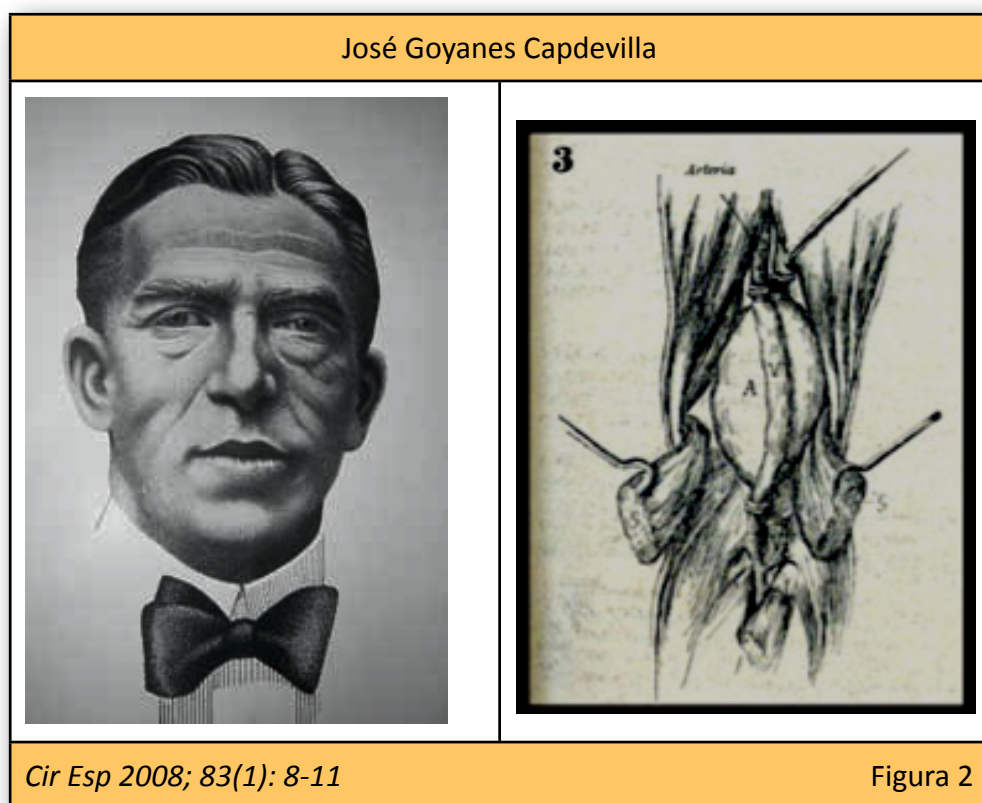 José Goyanes Capdevilla
3
Arteria
V
A
S
S
Cir Esp 2008; 83(1): 8-11
Figura 2